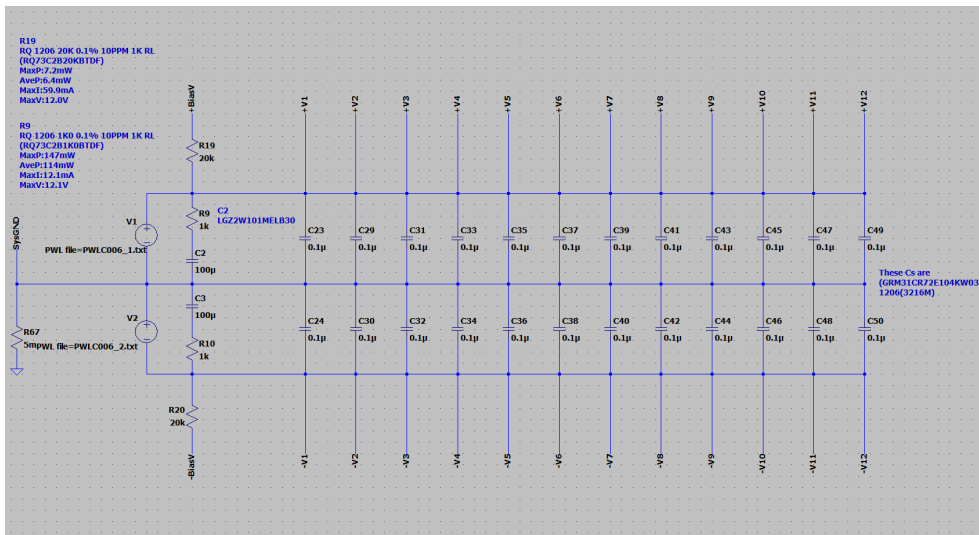 R19
RQ 1206 20K 0.1% 10PPM 1K RL
(RQ73C2B20KBTDF)
MaxP:7.2mW
AveP:6.4mW
MaxI:59.9mA
MaxV:12.0V
R9
RQ 1206 1K0 0.1% 10PPM 1K RL
(RQ73C2B1K0BTDF)
MaxP:147mW
AveP:114mW
MaxI:12.1mA
MaxV:12.1V
+BiasV
+V1
+V2
+V3
+V4
+V5
+V6
+V7
+V8
+V9
+V10
+V11
+V12
R19
20k
R9
1k
C2
LGZ2W101MELB30
V1
PWL file=PWLC006_1.txt
SysGND
C2
100µ
C23
0.1µ
C29
0.1µ
C31
0.1µ
C33
0.1µ
C35
0.1µ
C37
0.1µ
C39
0.1µ
C41
0.1µ
C43
0.1µ
C45
0.1µ
C47
0.1µ
C49
0.1µ
These Cs are
(GRM31CR72E104KW03
1206(3216M)
C3
100µ
V2
R67
5m
PWL file=PWLC006_2.txt
R10
1k
C24
0.1µ
C30
0.1µ
C32
0.1µ
C34
0.1µ
C36
0.1µ
C38
0.1µ
C40
0.1µ
C42
0.1µ
C44
0.1µ
C46
0.1µ
C48
0.1µ
C50
0.1µ
R20
20k
-BiasV
-V1
-V2
-V3
-V4
-V5
-V6
-V7
-V8
-V9
-V10
-V11
-V12